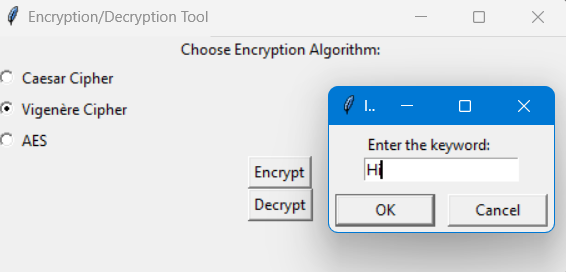 Encryption/Decryption Tool
Choose Encryption Algorithm:
Caesar Cipher
Vigenère Cipher
AES
Encrypt
Decrypt
I..
Enter the keyword:
Hi
OK
Cancel